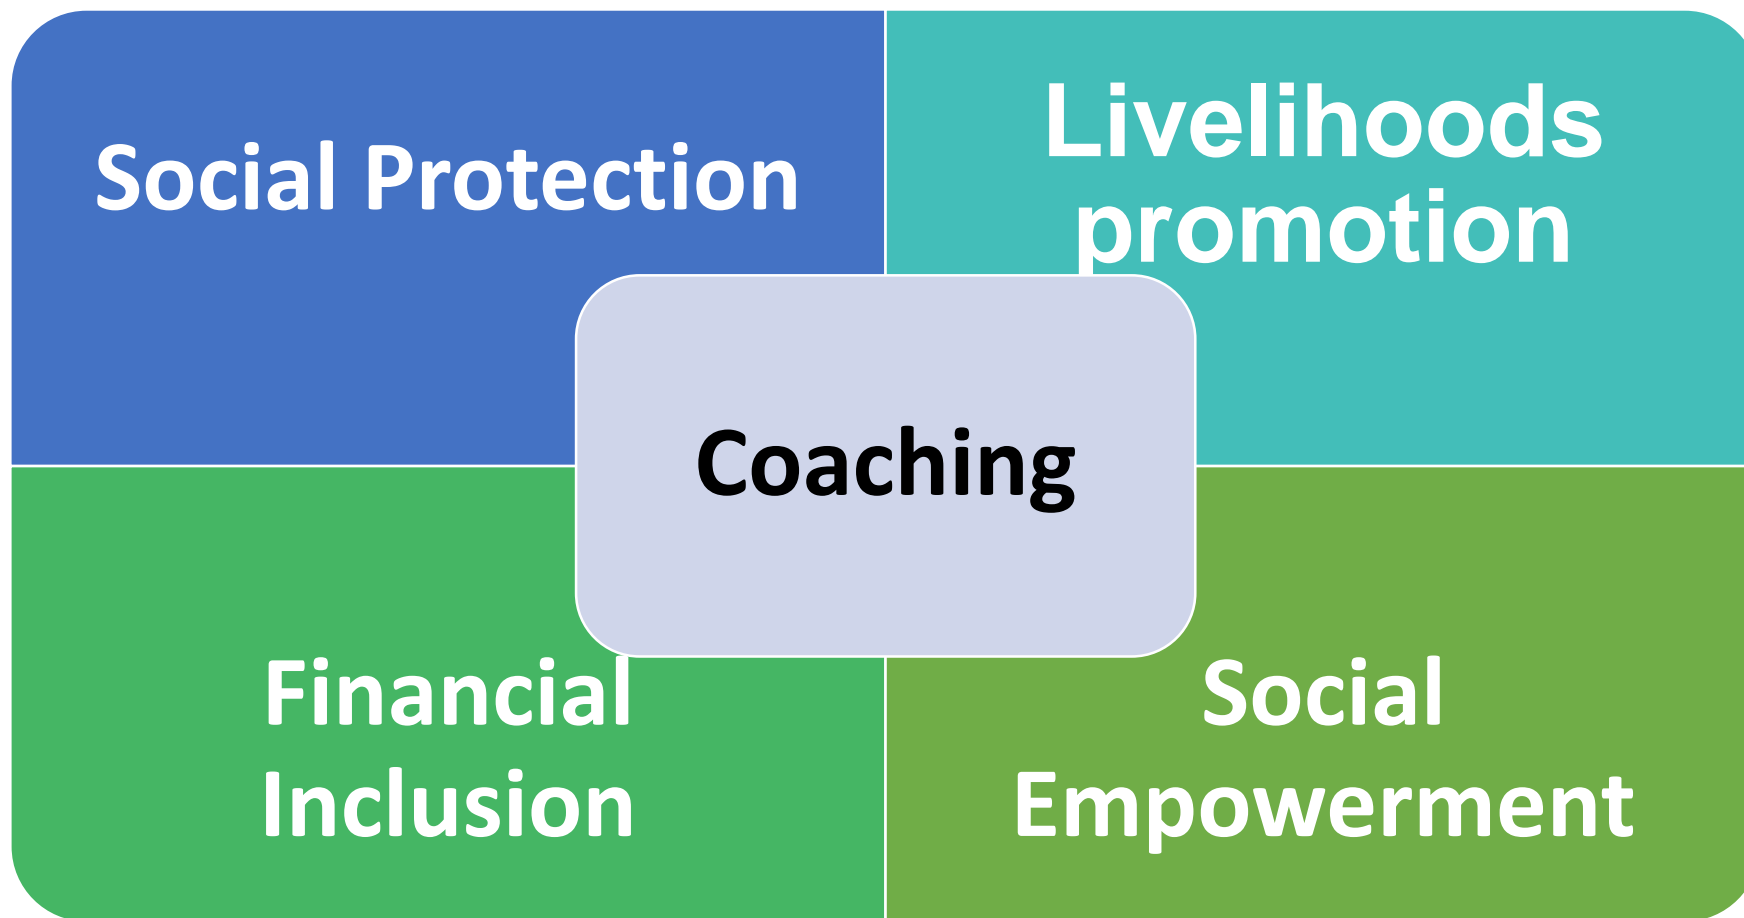 Social Protection
Livelihoods
promotion
Coaching
Financial
Inclusion
Social
Empowerment